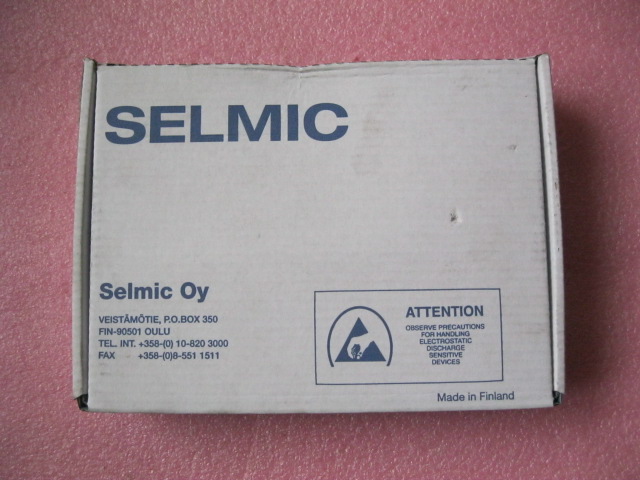 SELMIC
Selmic Oy
VEISTÄMÖTIE, P.O.BOX 350
FIN-90501 OULU
TEL. INT. +358-(0) 10-820 3000
FAX +358-(0)8-551 1511
ATTENTION
OBSERVE PRECAUTIONS
FOR HANDLING
ELECTROSTATIC
DISCHARGE
SENSITIVE
DEVICES
Made in Finland